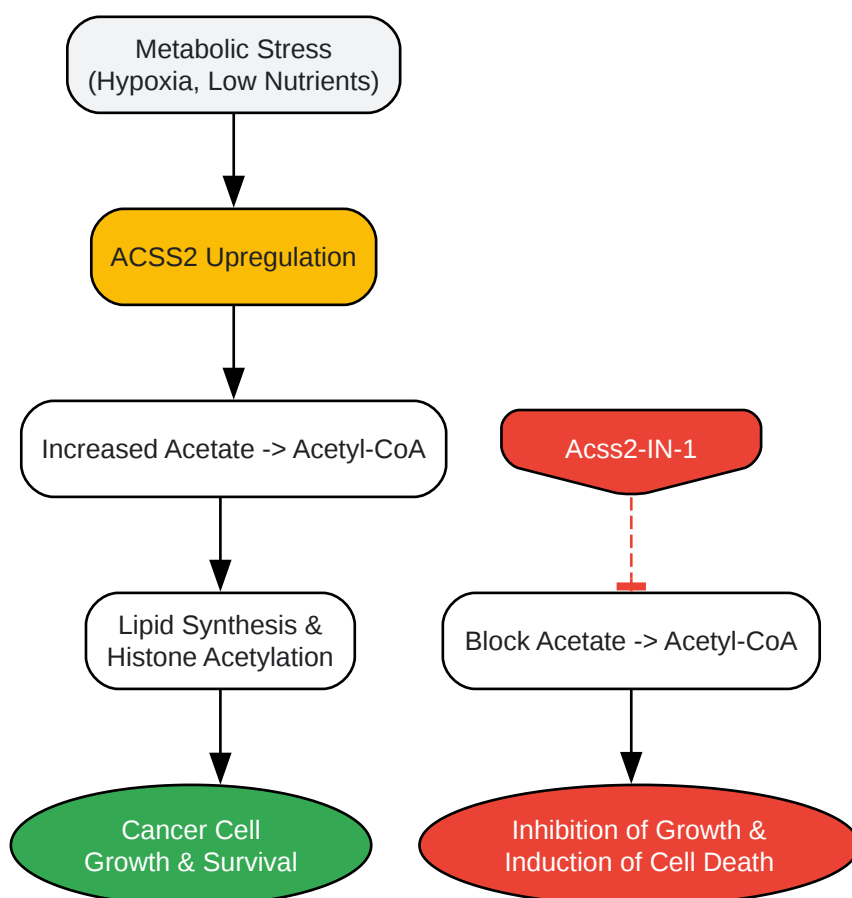 Metabolic Stress
(Hypoxia, Low Nutrients)
ACSS2 Upregulation
Increased Acetate -> Acetyl-CoA
Acss2-IN-1
Lipid Synthesis &
Histone Acetylation
Block Acetate -> Acetyl-CoA
Cancer Cell
Growth & Survival
Inhibition of Growth &
Induction of Cell Death